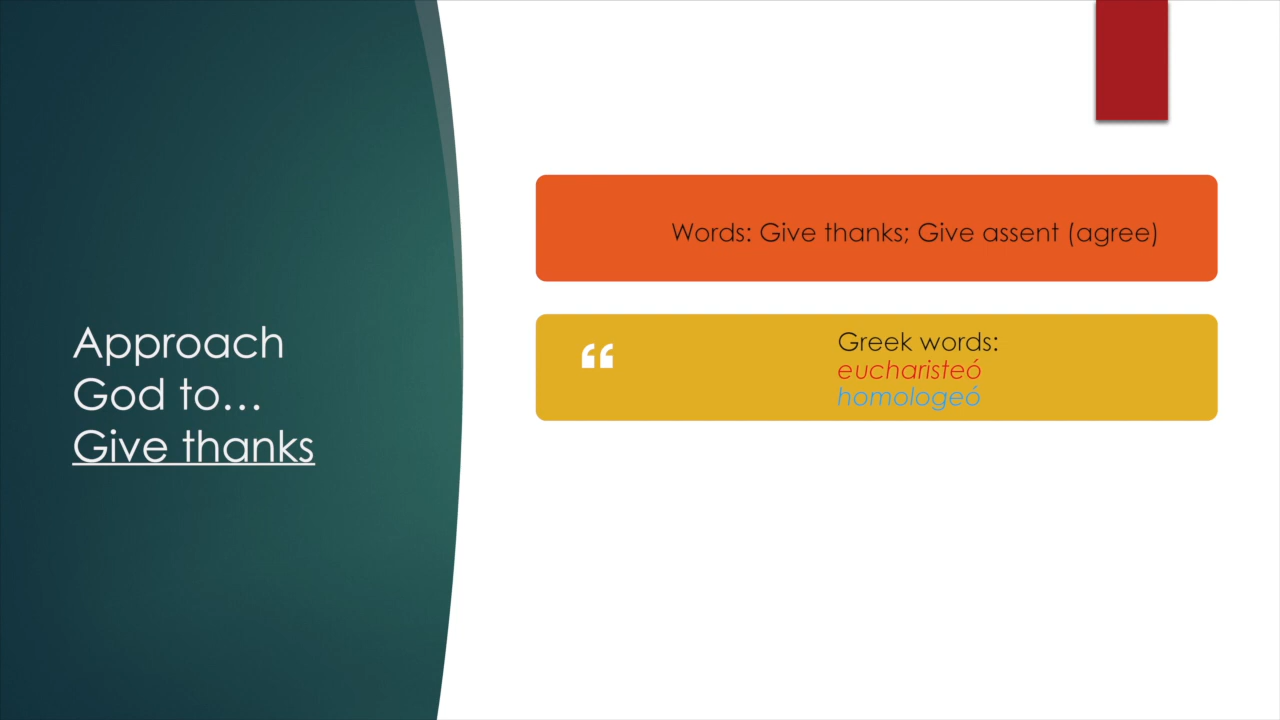 Approach
God to…
Give thanks
Words: Give thanks; Give assent (agree)
“
Greek words:
eucharisteó
homologeó